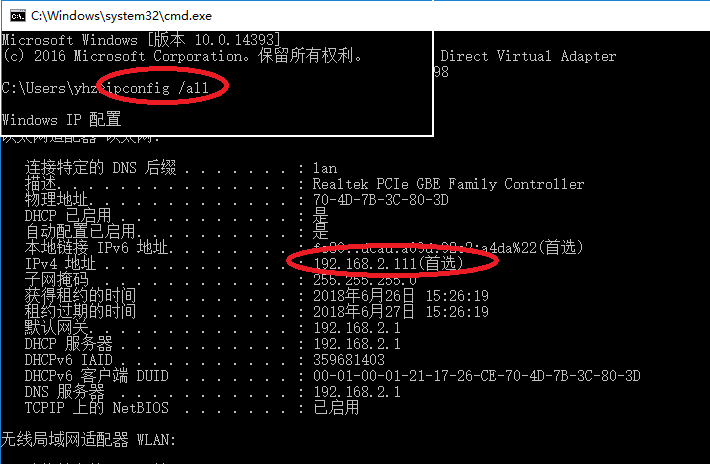 C:\Windows\system32\cmd.exe
Microsoft Windows [版本 10.0.14393]
(c) 2016 Microsoft Corporation。保留所有权利。
Direct Virtual Adapter
98
ipconfig /all
Windows IP 配置
以太网适配器 以太网:
连接特定的 DNS 后缀 . . . . . . . : lan
描述. . . . . . . . . . . . . . . : Realtek PCIe GBE Family Controller
物理地址. . . . . . . . . . . . . : 70-4D-7B-3C-80-3D
DHCP 已启用 . . . . . . . . . . . : 是
自动配置已启用. . . . . . . . . . : 是
本地链接 IPv6 地址. . . . . . . . :
IPv4 地址 . . . . . . . . . . . . : 192.168.2.111(首选)
子网掩码 . . . . . . . . . . . . : 255.255.255.0
获得租约的时间 . . . . . . . . . : 2018年6月26日 15:26:19
租约过期的时间 . . . . . . . . . : 2018年6月27日 15:26:19
默认网关. . . . . . . . . . . . . : 192.168.2.1
DHCP 服务器 . . . . . . . . . . . : 192.168.2.1
DHCPv6 IAID . . . . . . . . . . . : 359681403
DHCPv6 客户端 DUID . . . . . . . : 00-01-00-01-21-17-26-CE-70-4D-7B-3C-80-3D
DNS 服务器 . . . . . . . . . . . : 192.168.2.1
TCPIP 上的 NetBIOS . . . . . . . : 已启用
无线局域网适配器 WLAN: